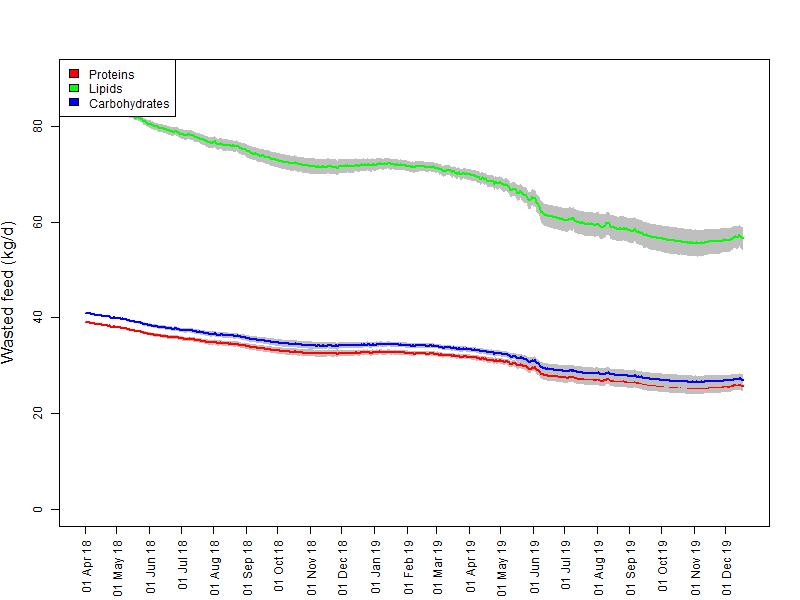 Proteins
Lipids
Carbohydrates
Wasted feed (kg/d)
80
60
40
20
0
01 Apr 18
01 May 18
01 Jun 18
01 Jul 18
01 Aug 18
01 Sep 18
01 Oct 18
01 Nov 18
01 Dec 18
01 Jan 19
01 Feb 19
01 Mar 19
01 Apr 19
01 May 19
01 Jun 19
01 Jul 19
01 Aug 19
01 Sep 19
01 Oct 19
01 Nov 19
01 Dec 19